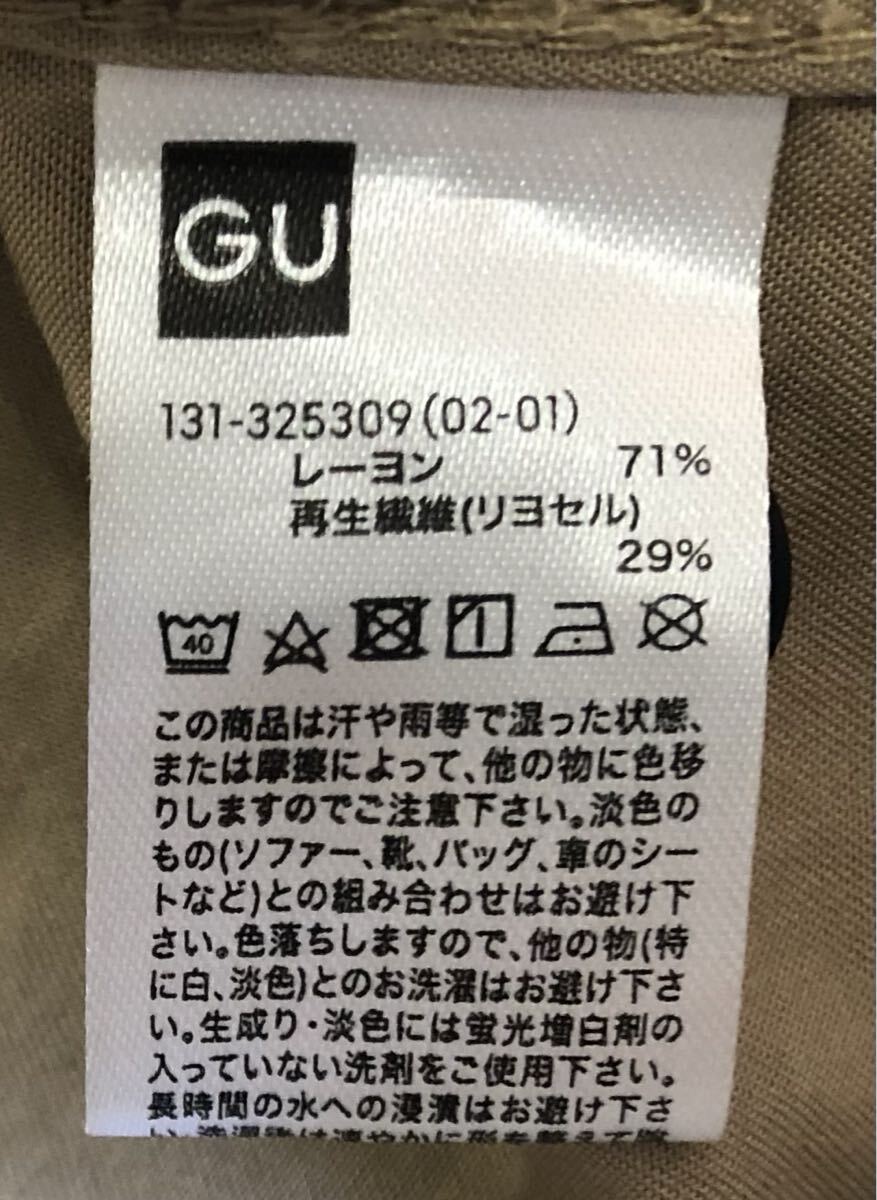 GU
131-325309(02-01)
レーヨン 71%
再生繊維(リヨセル)
29%
40
この商品は汗や雨等で湿った状態、
または摩擦によって、他の物に色移
りしますのでご注意下さい。淡色の
もの(ソファー、靴、バッグ、車のシー
トなど)との組み合わせはお避け下
さい。色落ちしますので、他の物(特
に白、淡色)とのお洗濯はお避け下さ
い。生成り・淡色には蛍光増白剤の
入っていない洗剤をご使用下さい。
長時間の水への浸漬はお避け下さ